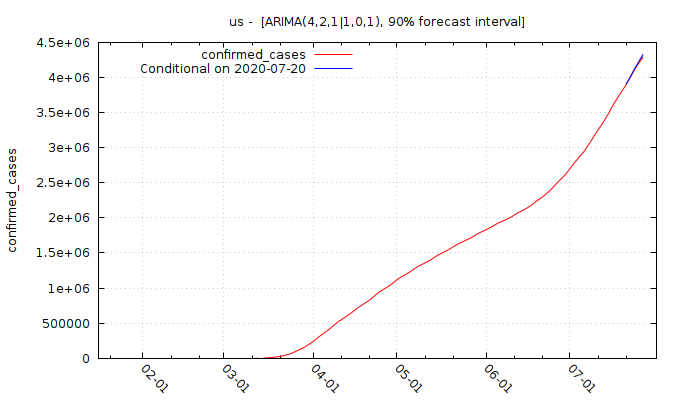 us - [ARIMA(4,2,1|1,0,1), 90% forecast interval]
confirmed_cases
Conditional on 2020-07-20
4.5e+06
4e+06
3.5e+06
3e+06
2.5e+06
2e+06
1.5e+06
1e+06
500000
0
confirmed_cases
02-01
03-01
04-01
05-01
06-01
07-01